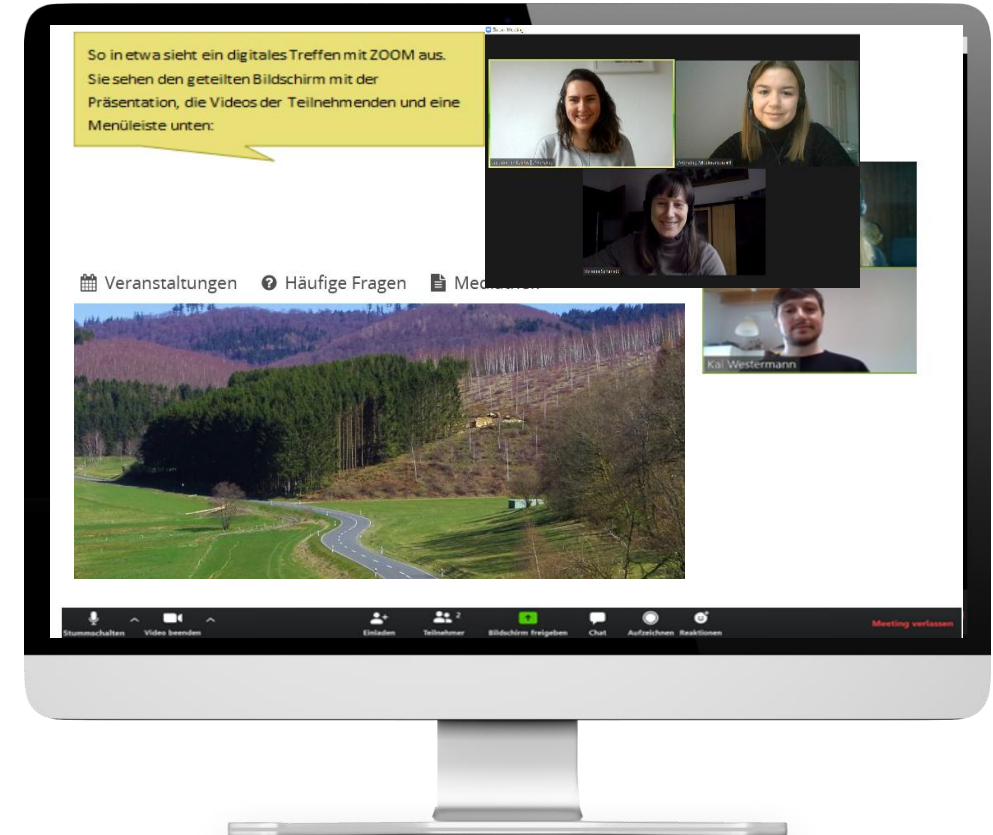 So in etwa sieht ein digitales Treffen mit ZOOM aus.
Sie sehen den geteilten Bildschirm mit der
Präsentation, die Videos der Teilnehmenden und eine
Menüleiste unten:
Veranstaltungen Häufige Fragen
Kai Westermann
Stummschalten Video beenden Einladen Teilnehmer 2 Bildschirm freigeben Chat Aufzeichnen Reaktionen Meeting verlassen